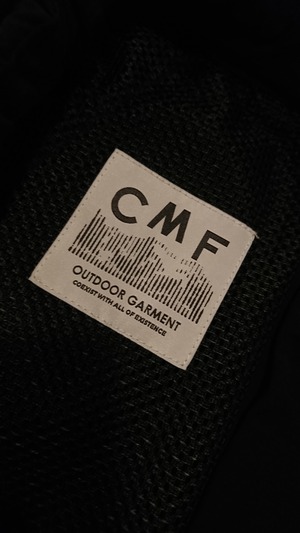 CMF
OUTDOOR GARMENT
COEXIST WITH ALL OF EXISTENCE